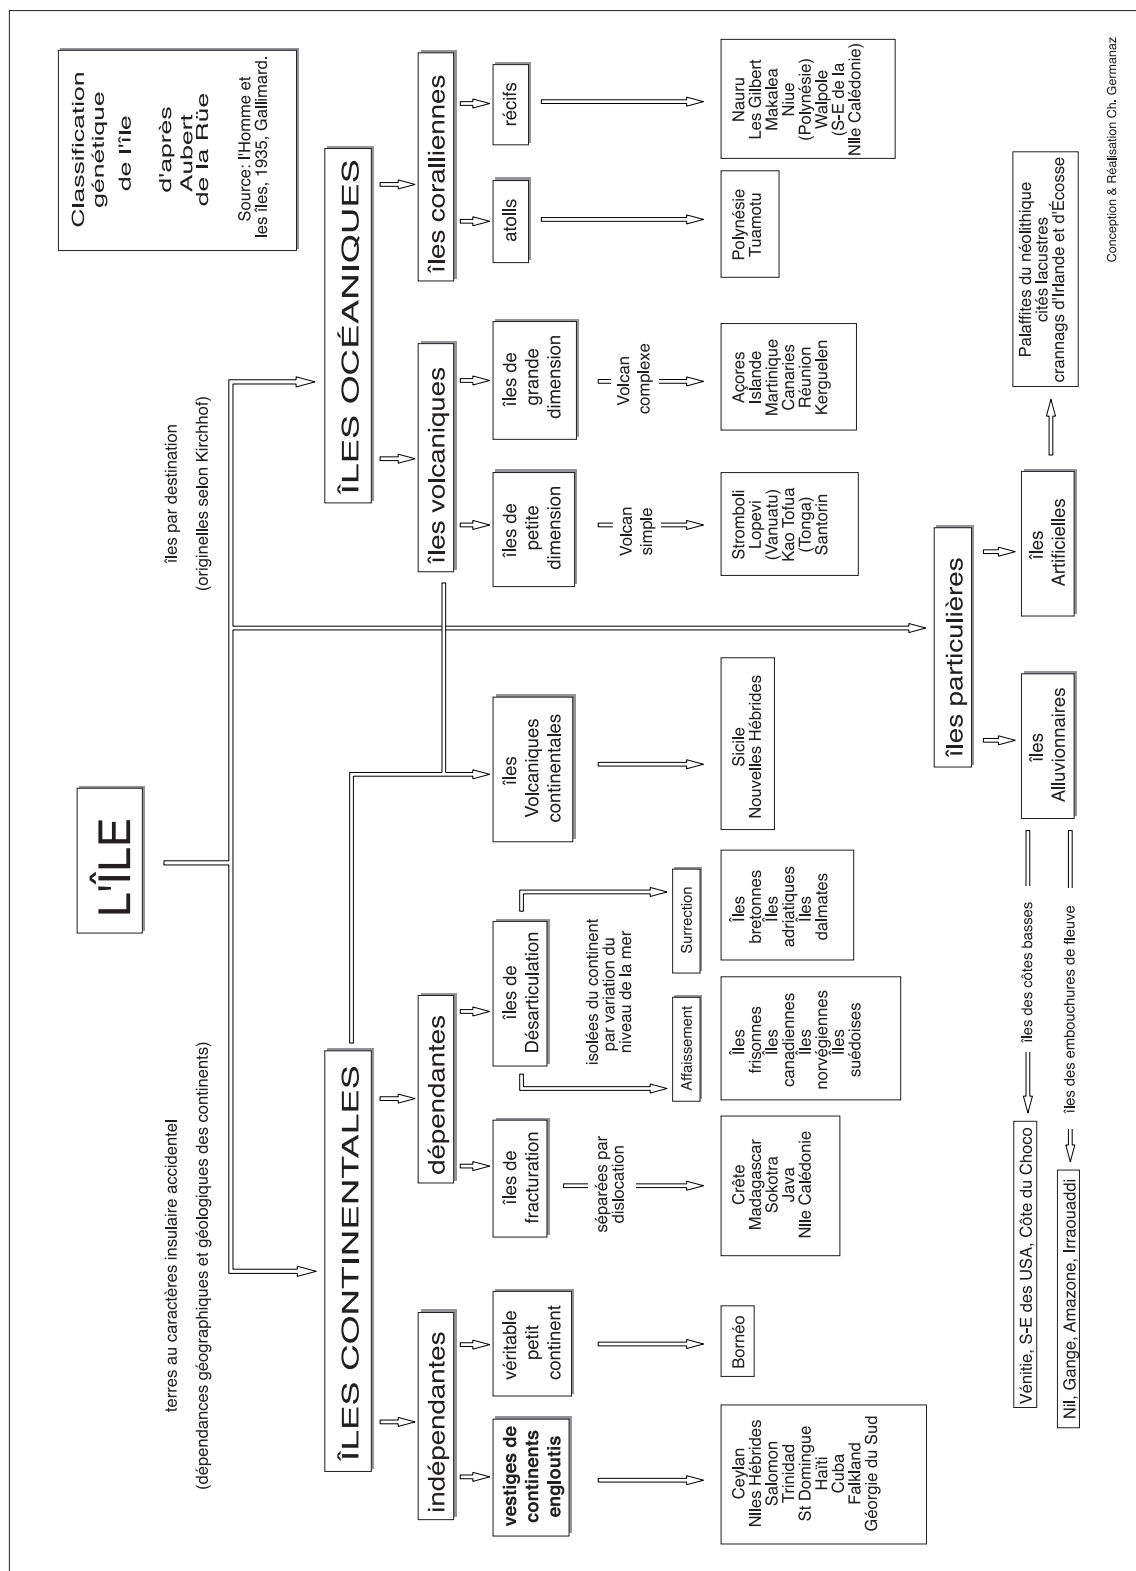 L'ÎLE
Classification
génétique
de l'île
d'après
Aubert
de la Rüe
Source: l'Homme et
les îles, 1935, Gallimard.
terres au caractères insulaire accidentel
(dépendances géographiques et géologiques des continents)
îles par destination
(originelles selon Kirchhof)
ÎLES CONTINENTALES
ÎLES OCÉANIQUES
indépendantes
dépendantes
îles volcaniques
îles coralliennes
vestiges de
continents
engloutis
véritable
petit
continent
îles de
fracturation
îles de
Désarticulation
îles
Volcaniques
continentales
îles de
petite
dimension
îles de
grande
dimension
atolls
récifs
séparées par
dislocation
isolées du continent
par variation du
niveau de la mer
Volcan
simple
Volcan
complexe
Affaissement
Surrection
Ceylan
Nlles Hébrides
Salomon
Trinidad
St Domingue
Haïti
Cuba
Falkland
Géorgie du Sud
Bornéo
Crête
Madagascar
Sokotra
Java
Nlle Calédonie
Îles
frisonnes
Îles
canadiennes
Îles
norvégiennes
Îles
suédoises
Îles
bretonnes
Îles
adriatiques
Îles
dalmates
Sicile
Nouvelles Hébrides
Stromboli
Lopevi
(Vanuatu)
Kao Tofua
(Tonga)
Santorin
Açores
Islande
Martinique
Canaries
Réunion
Kerguelen
Polynésie
Tuamotu
Nauru
Les Gilbert
Makalea
Niue
(Polynésie)
Walpole
(S-E de la
Nlle Calédonie)
îles particulières
îles
Alluvionnaires
îles
Artificielles
îles des côtes basses
Vénitie, S-E des USA, Côte du Choco
îles des embouchures de fleuve
Nil, Gange, Amazone, Irraouaddi
Palaffites du néolithique
cités lacustres
crannags d'Irlande et d'Écosse
Conception & Réalisation Ch. Germanaz